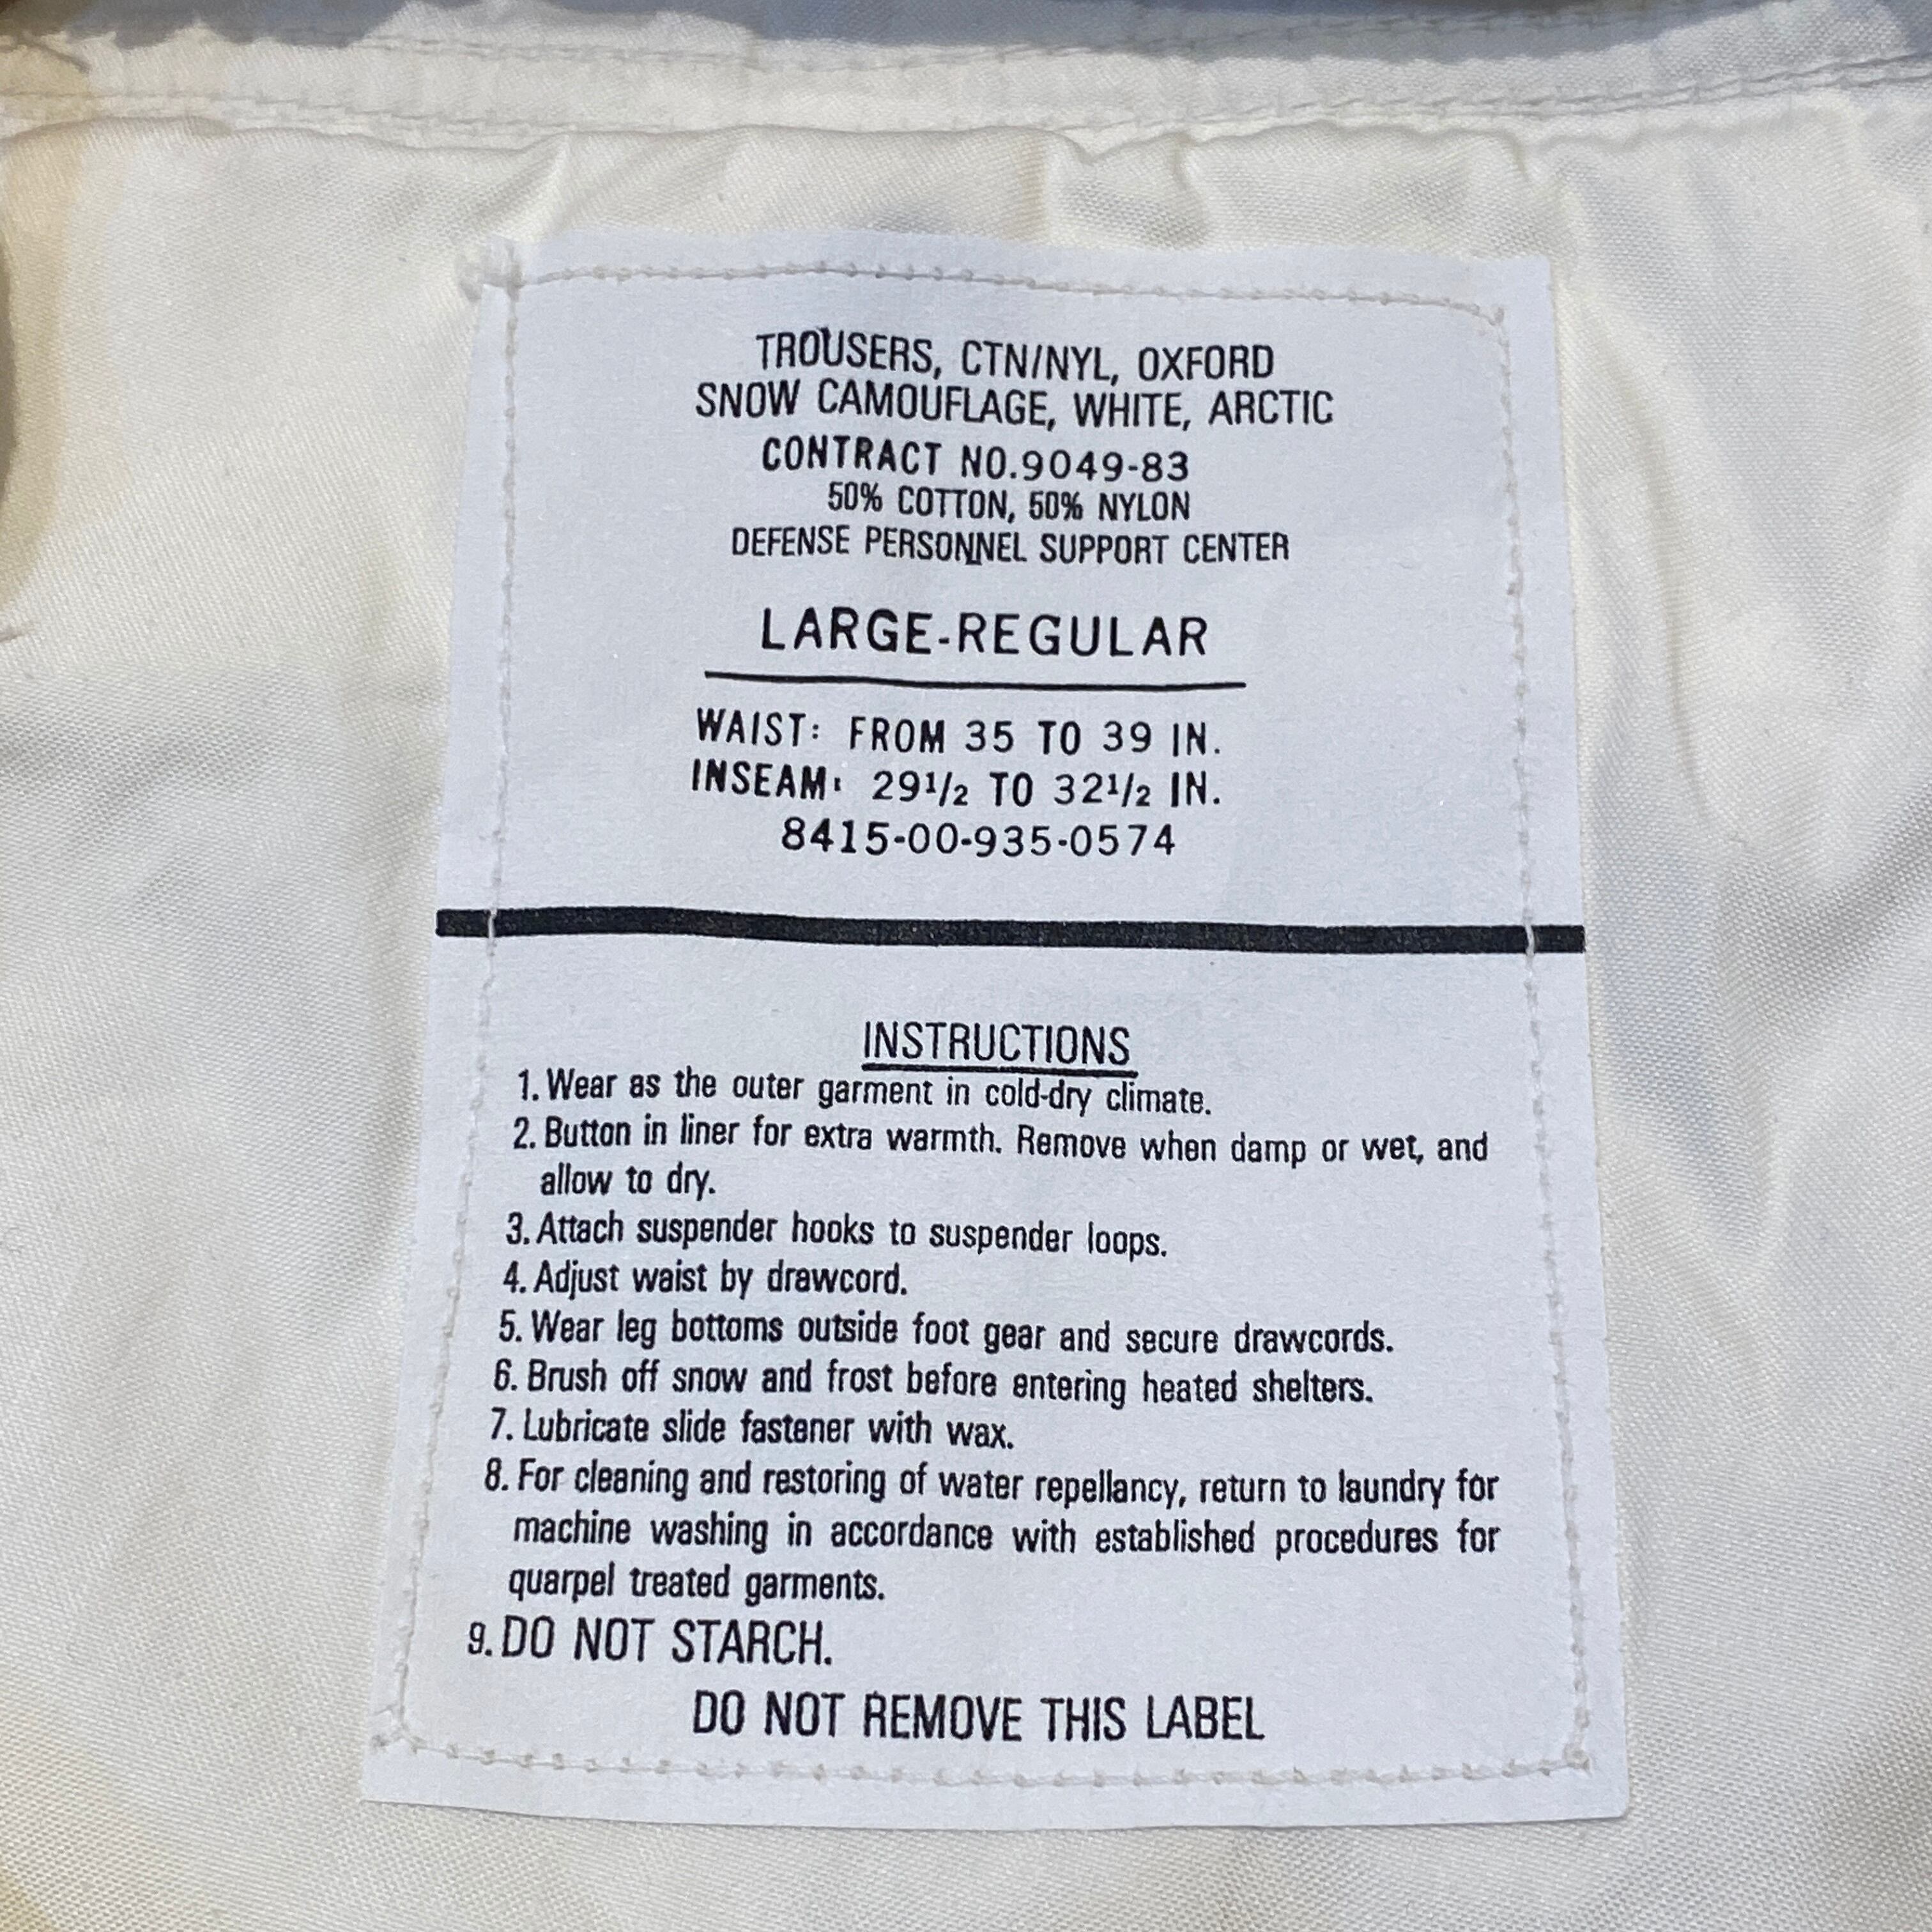 TROUSERS, CTN/NYL, OXFORD
SNOW CAMOUFLAGE, WHITE, ARCTIC
CONTRACT NO.9049-83
50% COTTON, 50% NYLON
DEFENSE PERSONNEL SUPPORT CENTER
LARGE-REGULAR
WAIST: FROM 35 TO 39 IN.
INSEAM: 29½ TO 32½ IN.
8415-00-935-0574
INSTRUCTIONS
1. Wear as the outer garment in cold-dry climate.
2. Button in liner for extra warmth. Remove when damp or wet, and
allow to dry.
3. Attach suspender hooks to suspender loops.
4. Adjust waist by drawcord.
5. Wear leg bottoms outside foot gear and secure drawcords.
6. Brush off snow and frost before entering heated shelters.
7. Lubricate slide fastener with wax.
8. For cleaning and restoring of water repellancy, return to laundry for
machine washing in accordance with established procedures for
quarpel treated garments.
9. DO NOT STARCH.
DO NOT REMOVE THIS LABEL